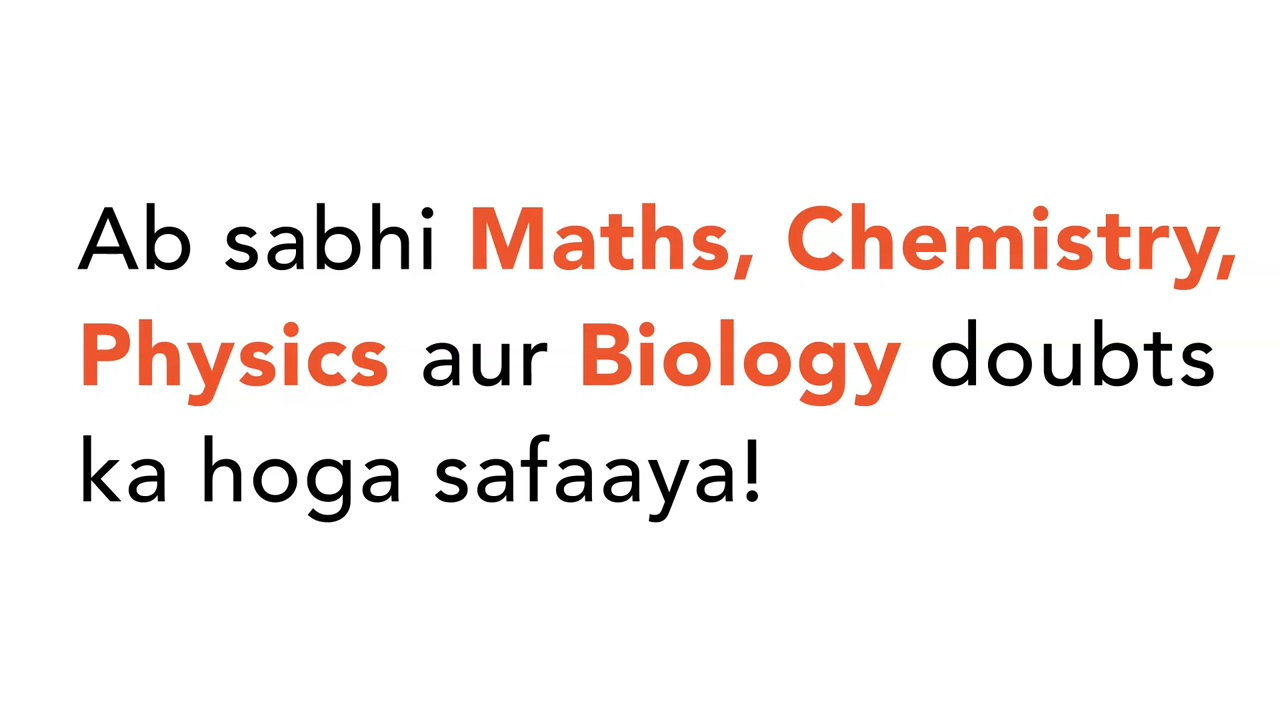 Ab sabhi Maths, Chemistry,
Physics aur Biology doubts
ka hoga safaaya!